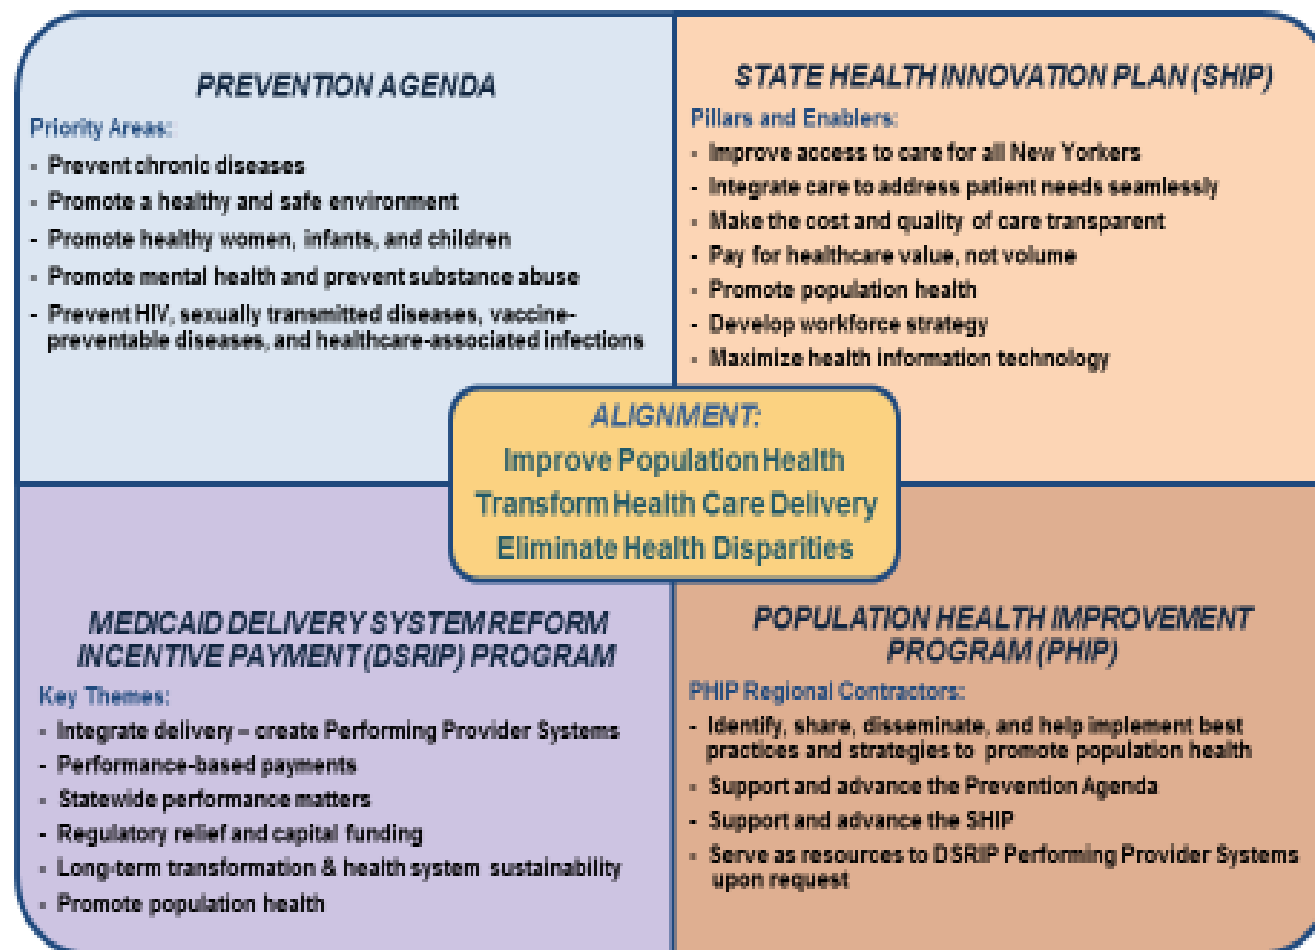 PREVENTION AGENDA
Priority Areas:
- Prevent chronic diseases
- Promote a healthy and safe environment
- Promote healthy women, infants, and children
- Promote mental health and prevent substance abuse
- Prevent HIV, sexually transmitted diseases, vaccine-
preventable diseases, and healthcare-associated infections
STATE HEALTH INNOVATION PLAN (SHIP)
Pillars and Enablers:
- Improve access to care for all New Yorkers
- Integrate care to address patient needs seamlessly
- Make the cost and quality of care transparent
- Pay for healthcare value, not volume
- Promote population health
- Develop workforce strategy
- Maximize health information technology
ALIGNMENT:
Improve Population Health
Transform Health Care Delivery
Eliminate Health Disparities
MEDICAID DELIVERY SYSTEM REFORM
INCENTIVE PAYMENT (DSRIP) PROGRAM
Key Themes:
- Integrate delivery – create Performing Provider Systems
- Performance-based payments
- Statewide performance matters
- Regulatory relief and capital funding
- Long-term transformation & health system sustainability
- Promote population health
POPULATION HEALTH IMPROVEMENT
PROGRAM (PHIP)
PHIP Regional Contractors:
- Identify, share, disseminate, and help implement best
practices and strategies to promote population health
- Support and advance the Prevention Agenda
- Support and advance the SHIP
- Serve as resources to DSRIP Performing Provider Systems
upon request